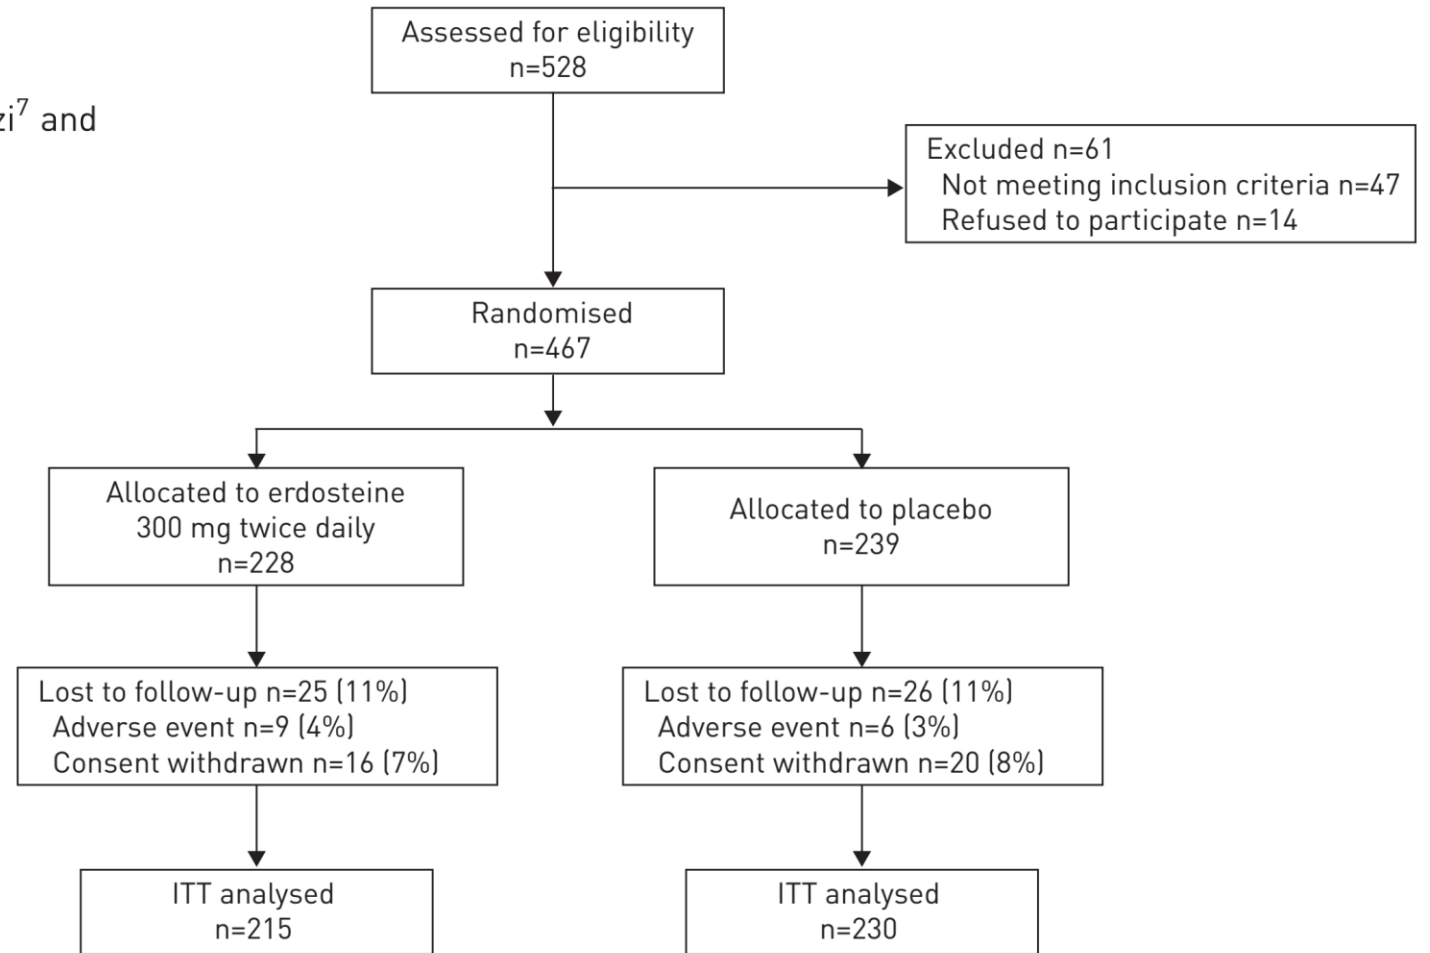 Assessed for eligibility
n=528
zi⁷ and
Excluded n=61
Not meeting inclusion criteria n=47
Refused to participate n=14
Randomised
n=467
Allocated to erdosteine
300 mg twice daily
n=228
Allocated to placebo
n=239
Lost to follow-up n=25 (11%)
Adverse event n=9 (4%)
Consent withdrawn n=16 (7%)
Lost to follow-up n=26 (11%)
Adverse event n=6 (3%)
Consent withdrawn n=20 (8%)
ITT analysed
n=215
ITT analysed
n=230